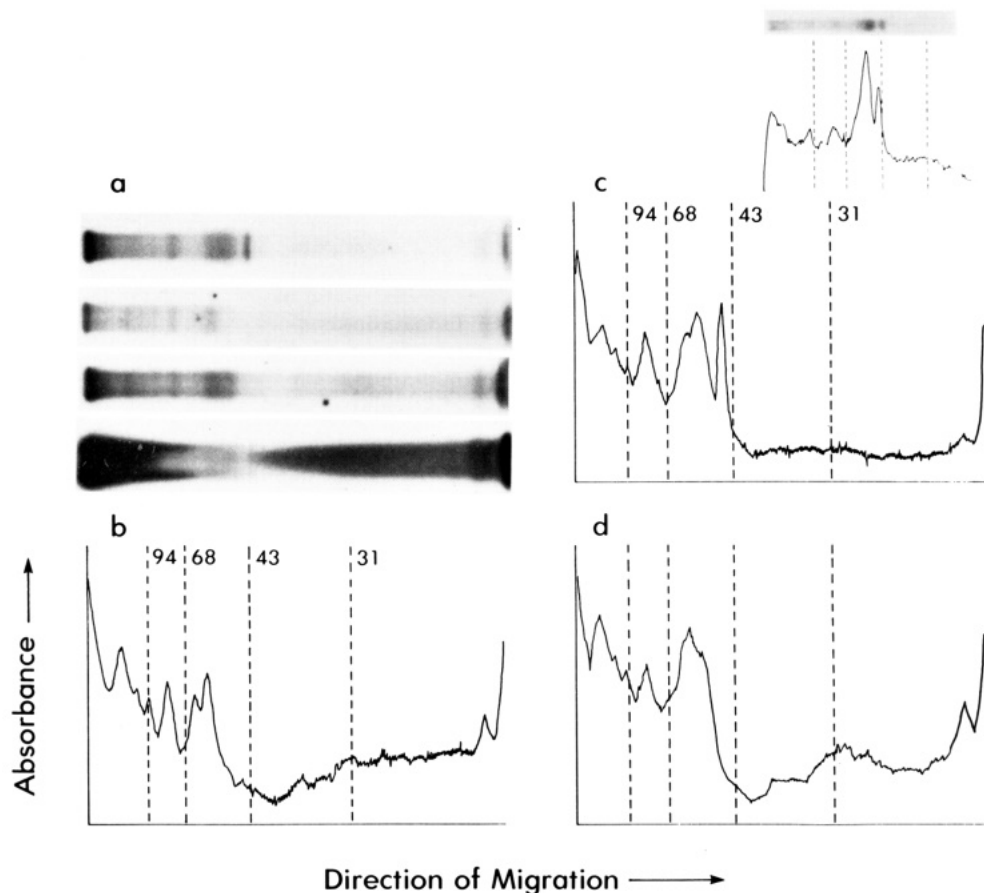 a
c
94 68 43 31
b
94 68 43 31
d
Absorbance
Direction of Migration